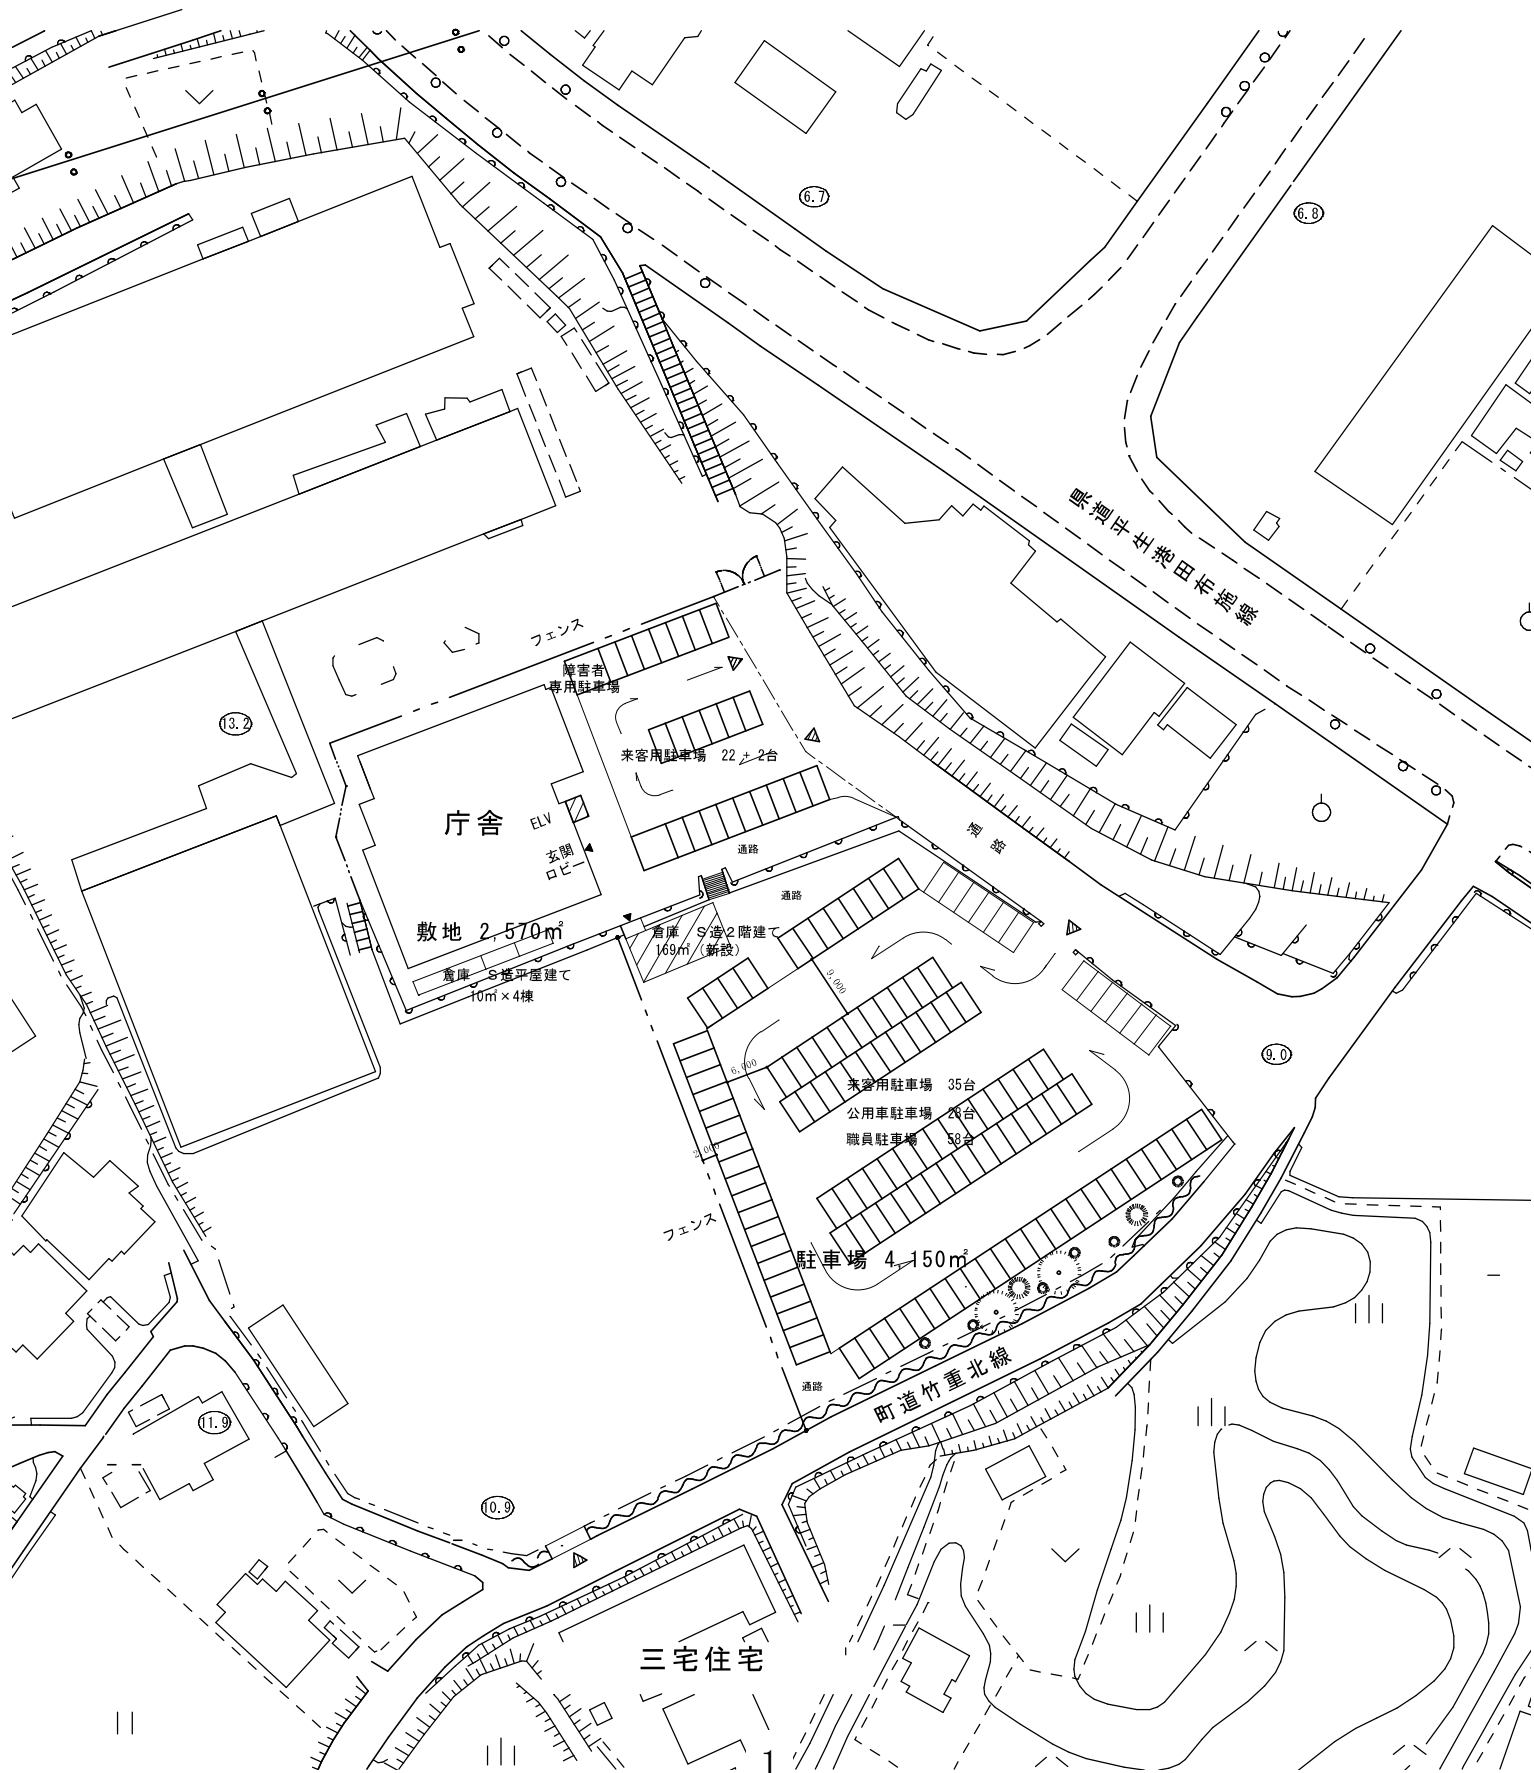 6.7
6.8
県道平生港田布施線
フェンス
障害者
専用駐車場
13.2
来客用駐車場 22 + 2台
庁舎
ELV
玄関
ロビー
通路
通路
通路
敷地 2,570㎡
倉庫 S造2階建て
169㎡(新設)
倉庫 S造平屋建て
10㎡×4棟
9,000
6,000
9.0
来客用駐車場 35台
公用車駐車場 28台
職員駐車場 58台
2,000
フェンス
駐車場 4,150㎡
町道竹重北線
通路
11.9
10.9
三宅住宅
1